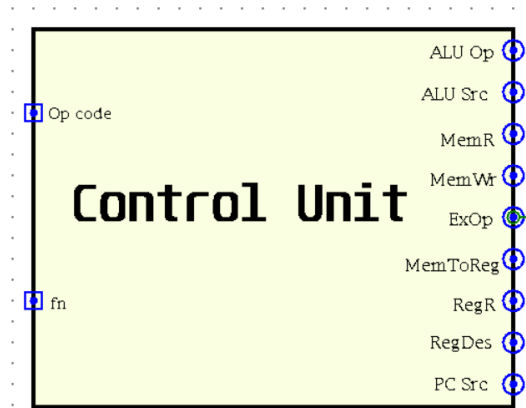 ALU Op
ALU Src
Op code
MemR
MemWr
Control Unit
ExOp
MemToReg
fn
RegR
RegDes
PC Src